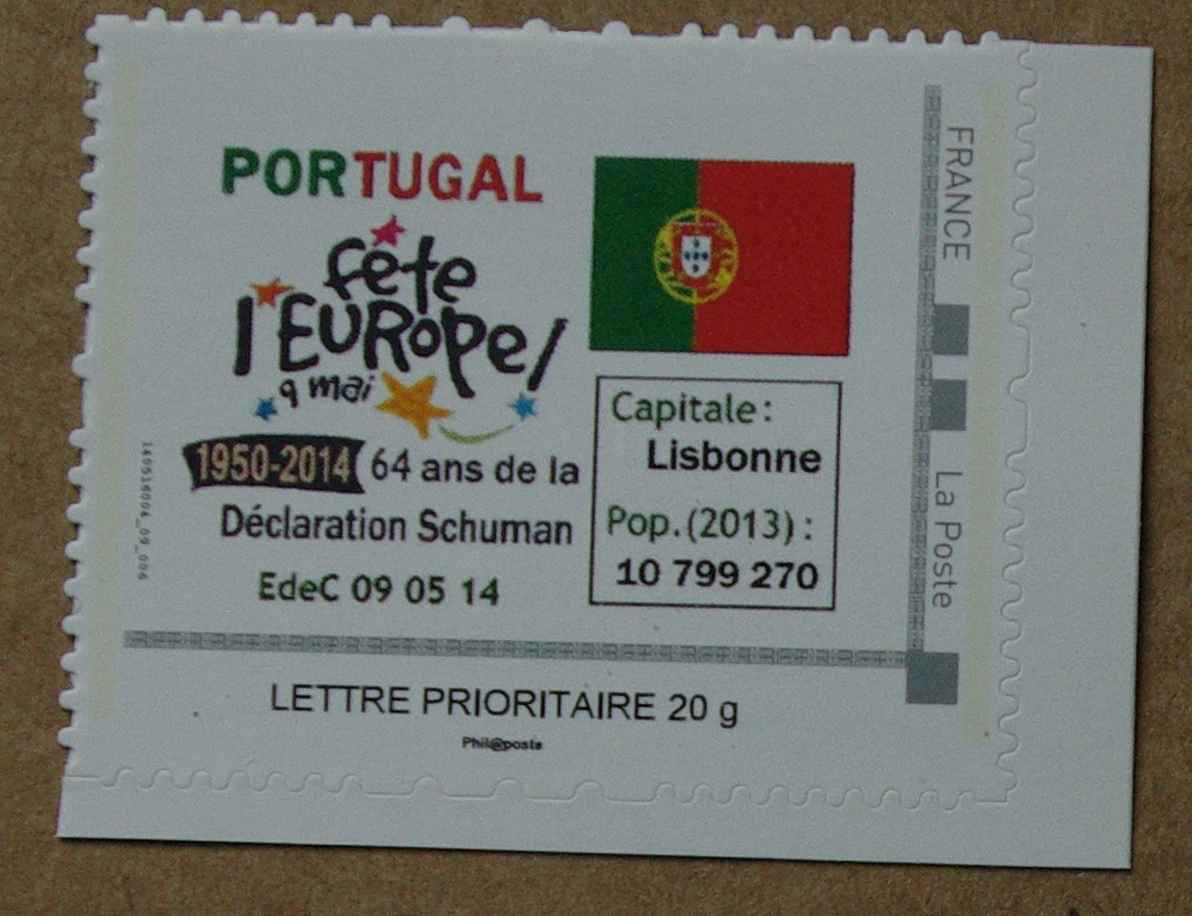 PORTUGAL
fête
l'EUROPE!
9 mai
1950-2014 64 ans de la
Déclaration Schuman
EdeC 09 05 14
Capitale :
Lisbonne
Pop. (2013) :
10 799 270
FRANCE
La Poste
LETTRE PRIORITAIRE 20 g
Phil@poste